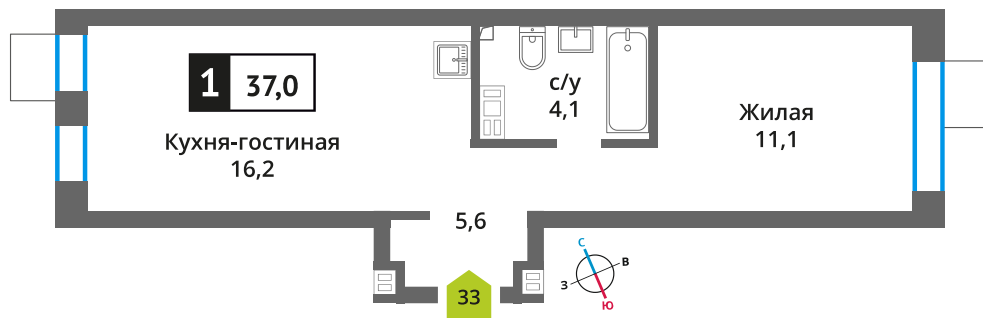 1 37,0
Кухня-гостиная
16,2
с/у
4,1
Жилая
11,1
5,6
33
С
В
З
Ю